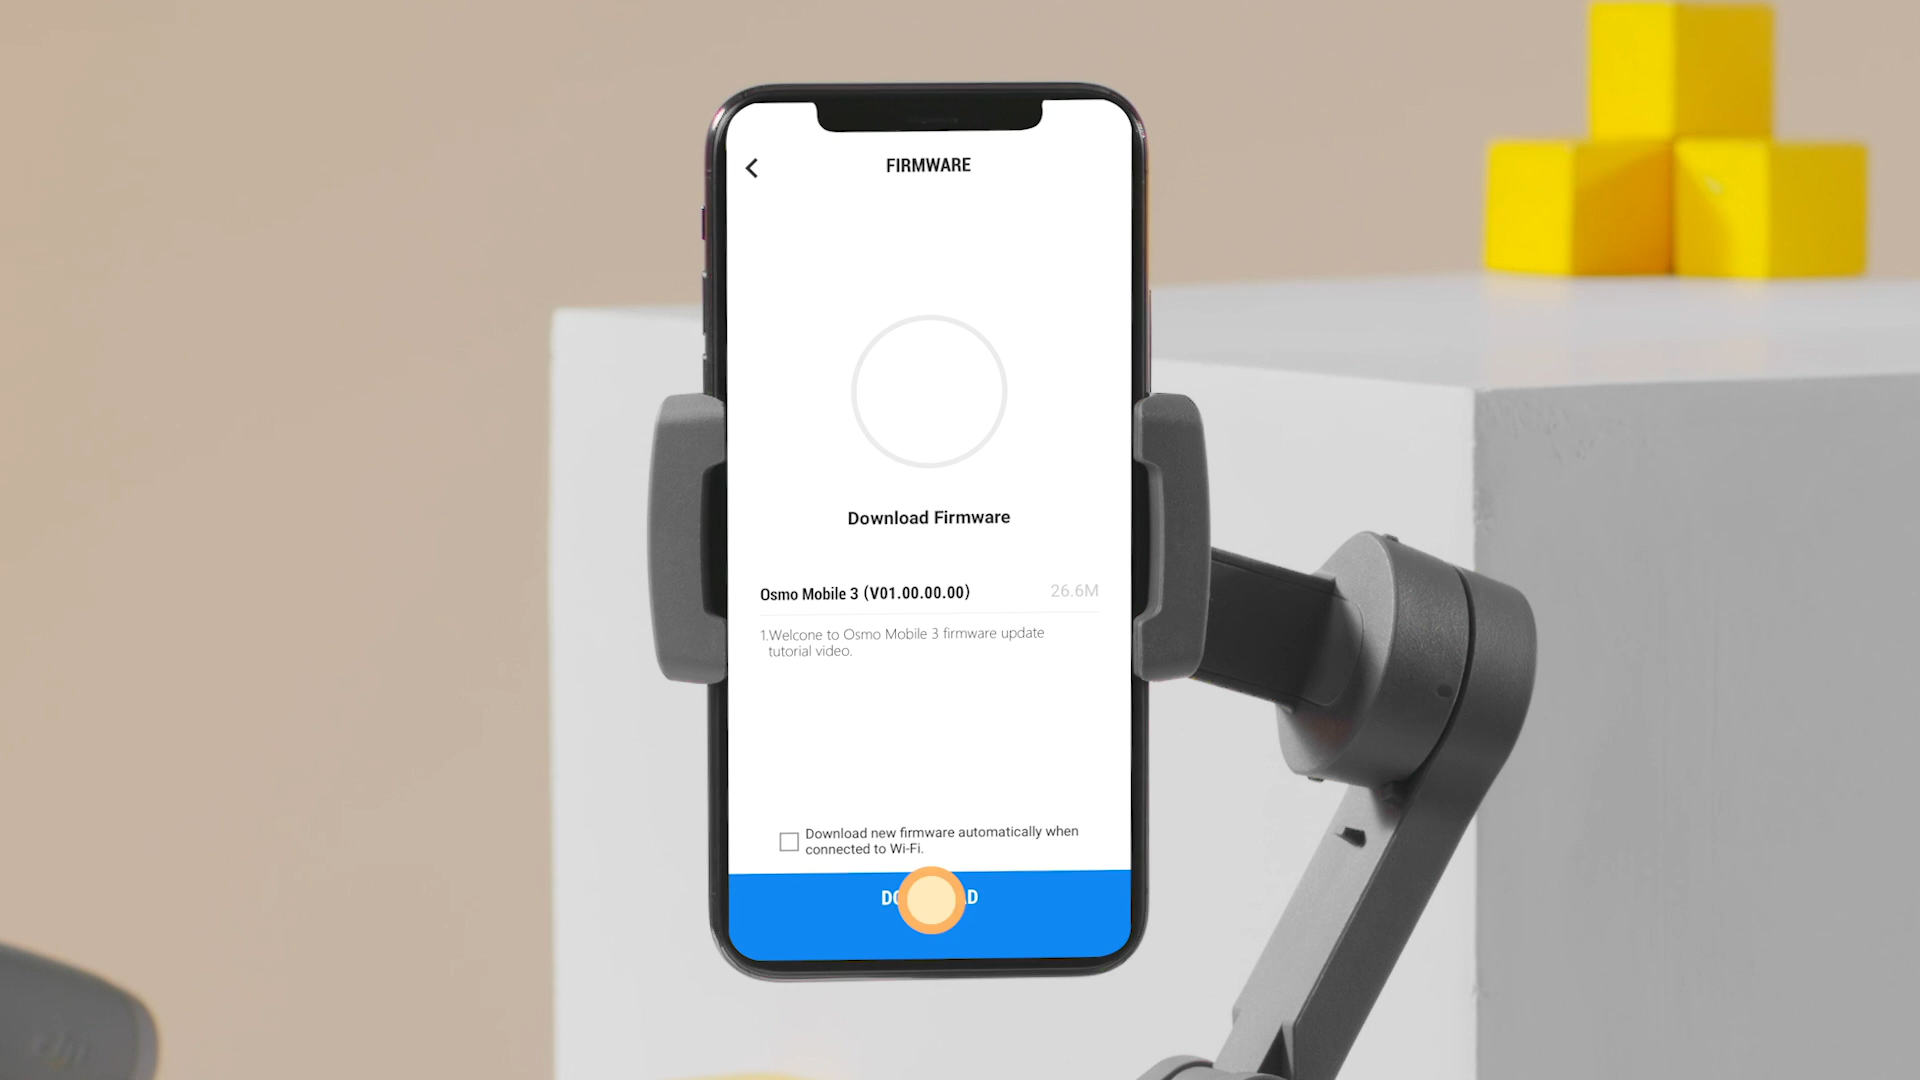 FIRMWARE
Download Firmware
Osmo Mobile 3 (V01.00.00.00) 26.6M
1.Welcone to Osmo Mobile 3 firmware update
tutorial video.
Download new firmware automatically when
connected to Wi-Fi.